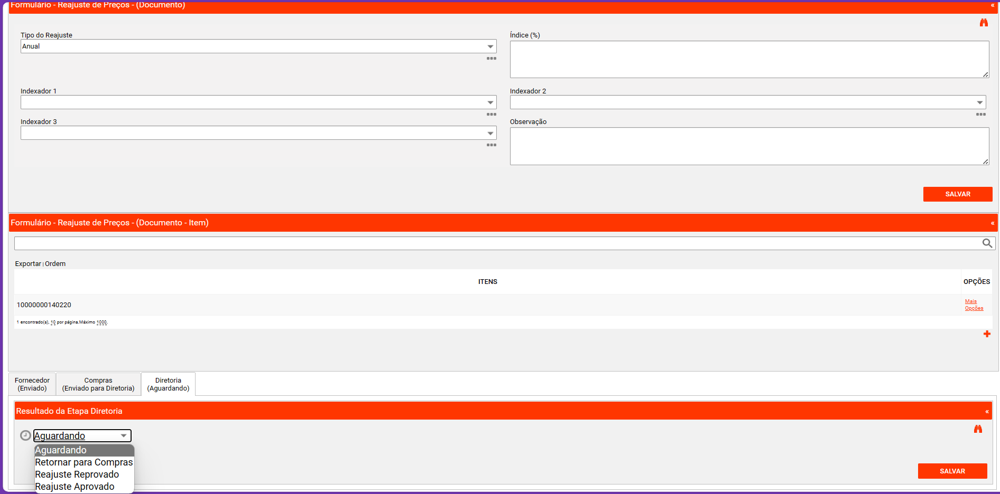 Formulário - Reajuste de Preços - (Documento)
«
Tipo do Reajuste
Anual
Índice (%)
Indexador 1
Indexador 2
Indexador 3
Observação
SALVAR
Formulário - Reajuste de Preços - (Documento - Item)
«
Exportar | Ordem
ITENS
OPÇÕES
10000000140220
Mais
Opções
1 encontrado(s), 10 por página.Máximo 1000.
Fornecedor
(Enviado)
Compras
(Enviado para Diretoria)
Diretoria
(Aguardando)
Resultado da Etapa Diretoria
«
Aguardando
Aguardando
Retornar para Compras
Reajuste Reprovado
Reajuste Aprovado
SALVAR